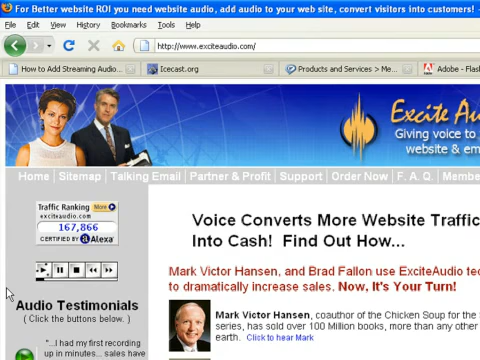 For Better website ROI you need website audio, add audio to your web site, convert visitors into customers!
File Edit View History Bookmarks Tools Help
http://www.exciteaudio.com/
How to Add Streaming Audio... Icecast.org Products and Services > Me... Adobe - Flas
Excite Au
Giving voice to
website & em
Home Sitemap Talking Email Partner & Profit Support Order Now F. A. Q. Membe
Traffic Ranking More
exciteaudio.com
167,866
CERTIFIED BY Alexa
Voice Converts More Website Traffic
Into Cash! Find Out How...
Mark Victor Hansen, and Brad Fallon use ExciteAudio tec
to dramatically increase sales. Now, It's Your Turn!
Audio Testimonials
( Click the buttons below. )
Mark Victor Hansen, coauthor of the Chicken Soup for the S
series, has sold over 100 Million books, more than any other
earth. Click to hear Mark
"...I had my first recording
up in minutes... sales have